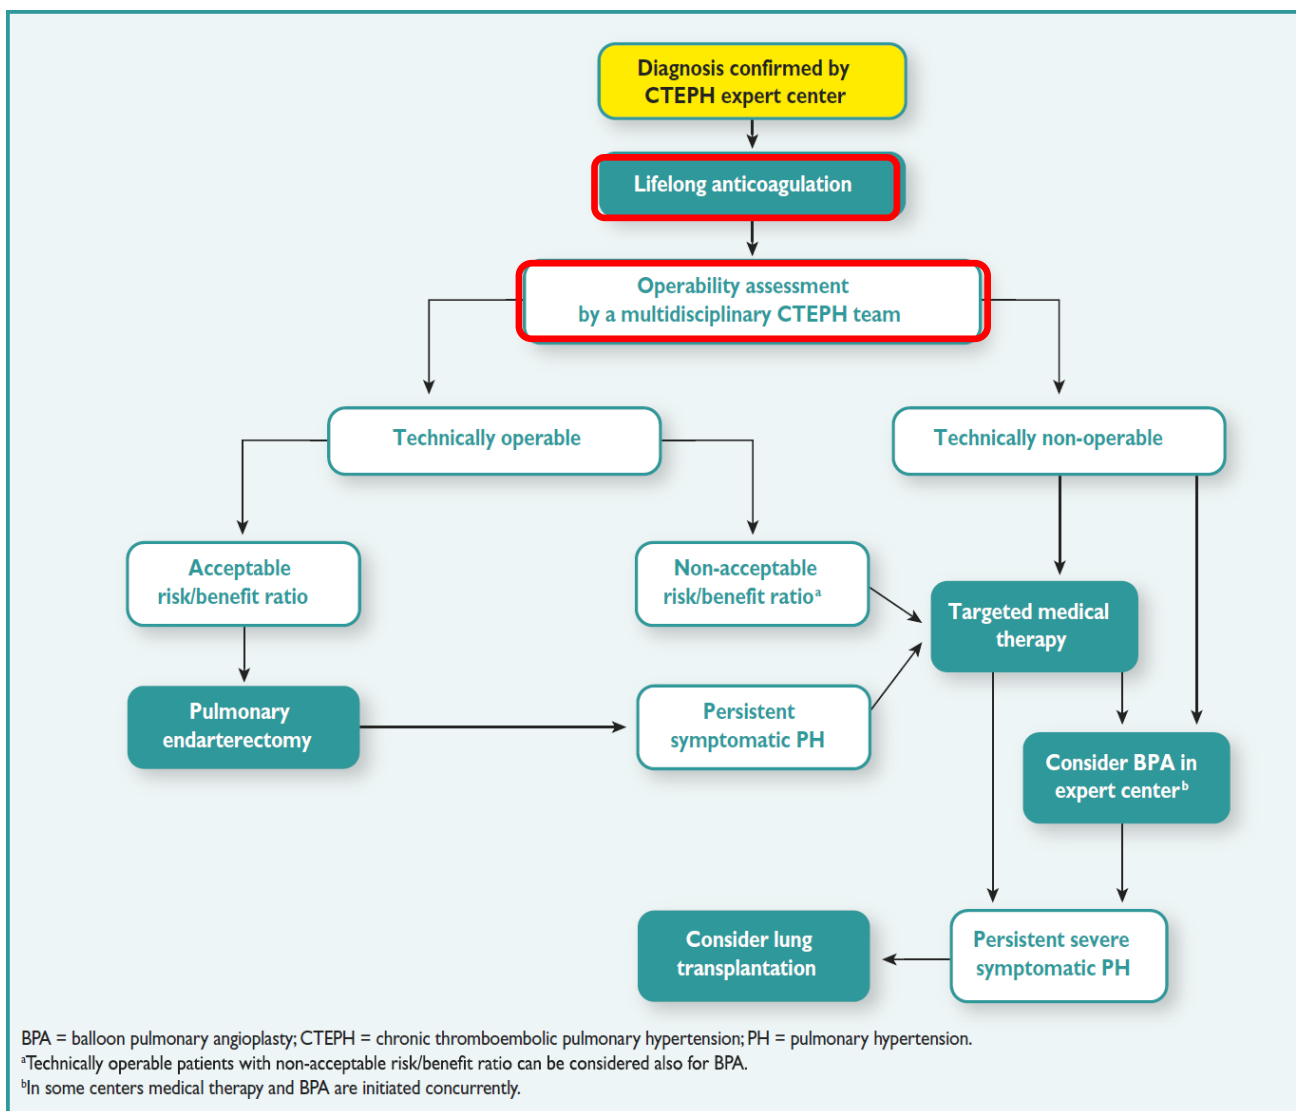 Diagnosis confirmed by
CTEPH expert center
Lifelong anticoagulation
Operability assessment
by a multidisciplinary CTEPH team
Technically operable
Technically non-operable
Acceptable
risk/benefit ratio
Non-acceptable
risk/benefit ratioᵃ
Targeted medical
therapy
Pulmonary
endarterectomy
Persistent
symptomatic PH
Consider BPA in
expert centerᵇ
Consider lung
transplantation
Persistent severe
symptomatic PH
BPA = balloon pulmonary angioplasty; CTEPH = chronic thromboembolic pulmonary hypertension; PH = pulmonary hypertension.
ᵃTechnically operable patients with non-acceptable risk/benefit ratio can be considered also for BPA.
ᵇIn some centers medical therapy and BPA are initiated concurrently.